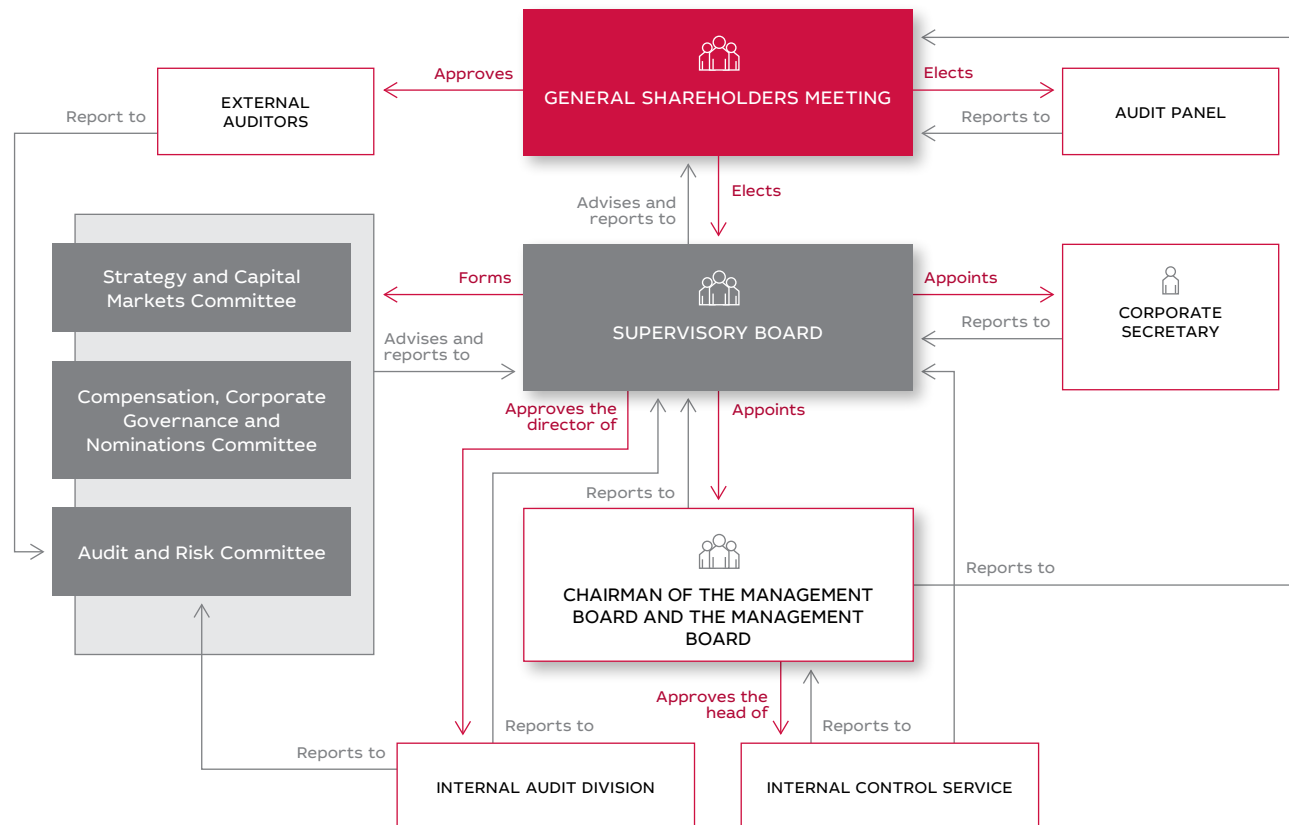 Approves
GENERAL SHAREHOLDERS MEETING
Elects
EXTERNAL
AUDITORS
Report to
Reports to
AUDIT PANEL
Advises and
reports to
Elects
Strategy and Capital
Markets Committee
Forms
SUPERVISORY BOARD
Appoints
Reports to
CORPORATE
SECRETARY
Advises and
reports to
Compensation, Corporate
Governance and
Nominations Committee
Approves the
director of
Appoints
Reports to
Audit and Risk Committee
CHAIRMAN OF THE MANAGEMENT
BOARD AND THE MANAGEMENT
BOARD
Reports to
Approves the
head of
Reports to
Reports to
Reports to
INTERNAL AUDIT DIVISION
INTERNAL CONTROL SERVICE